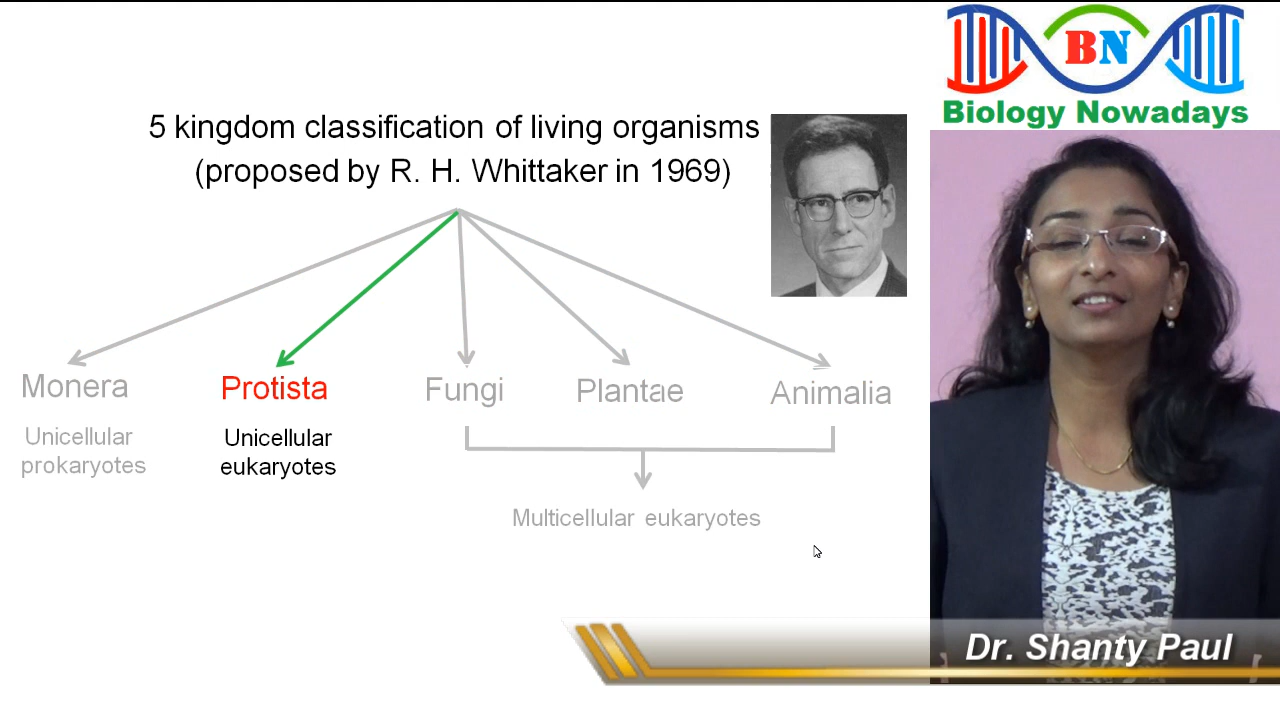 BN
Biology Nowadays
5 kingdom classification of living organisms
(proposed by R. H. Whittaker in 1969)
Monera
Protista
Fungi
Plantae
Animalia
Unicellular
prokaryotes
Unicellular
eukaryotes
Multicellular eukaryotes
Dr. Shanty Paul